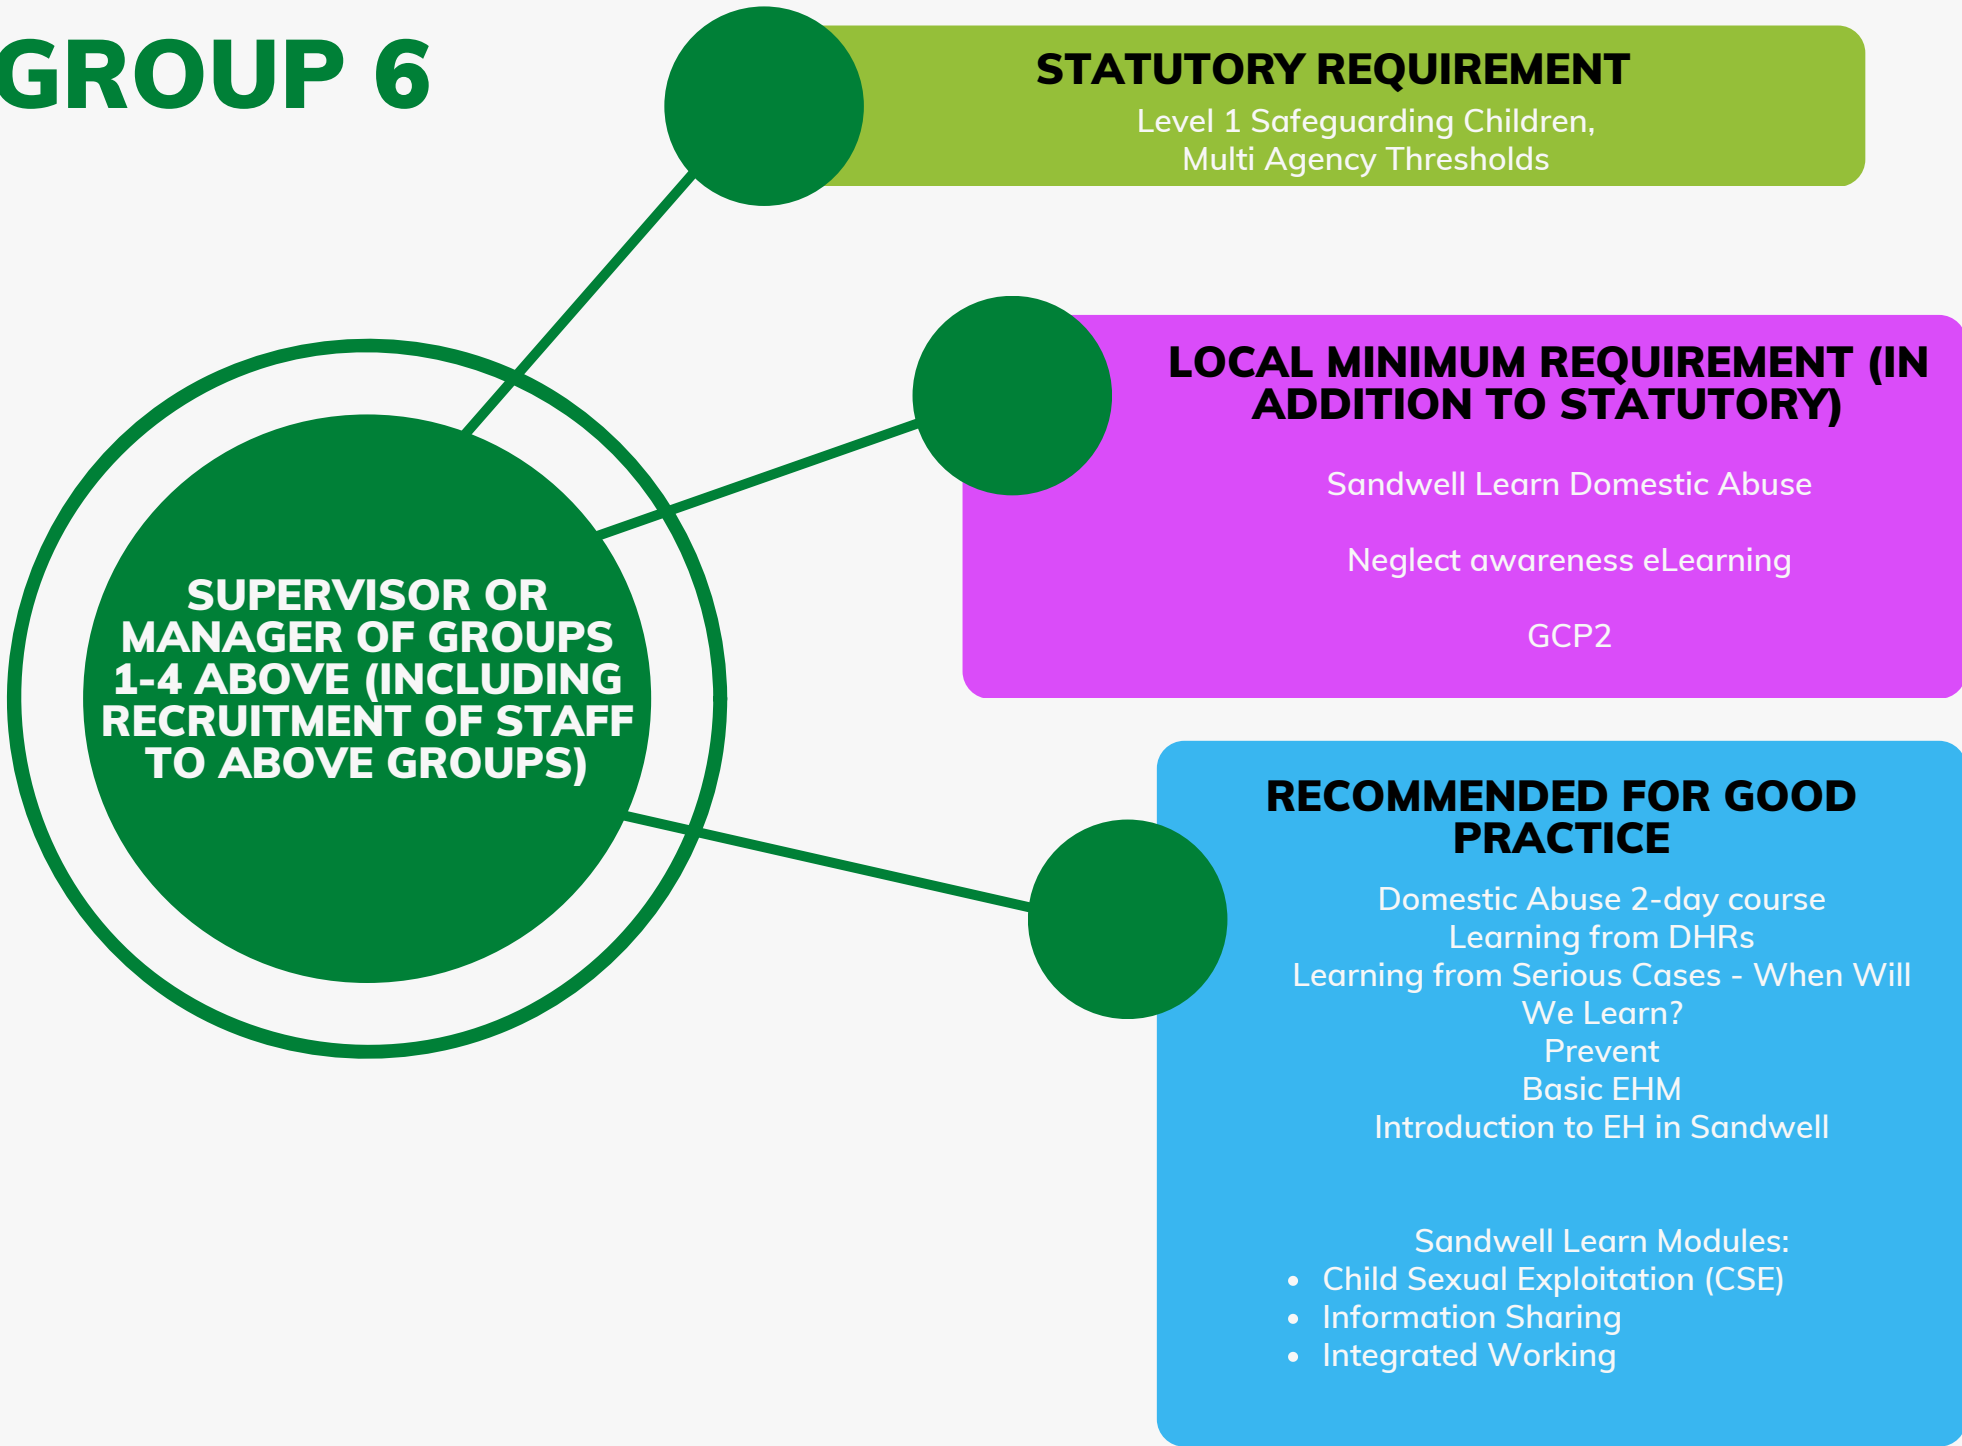 GROUP 6
STATUTORY REQUIREMENT
Level 1 Safeguarding Children,
Multi Agency Thresholds
LOCAL MINIMUM REQUIREMENT (IN
ADDITION TO STATUTORY)
Sandwell Learn Domestic Abuse
Neglect awareness eLearning
GCP2
SUPERVISOR OR
MANAGER OF GROUPS
1-4 ABOVE (INCLUDING
RECRUITMENT OF STAFF
TO ABOVE GROUPS)
RECOMMENDED FOR GOOD
PRACTICE
Domestic Abuse 2-day course
Learning from DHRs
Learning from Serious Cases - When Will
We Learn?
Prevent
Basic EHM
Introduction to EH in Sandwell
Sandwell Learn Modules:
• Child Sexual Exploitation (CSE)
• Information Sharing
• Integrated Working